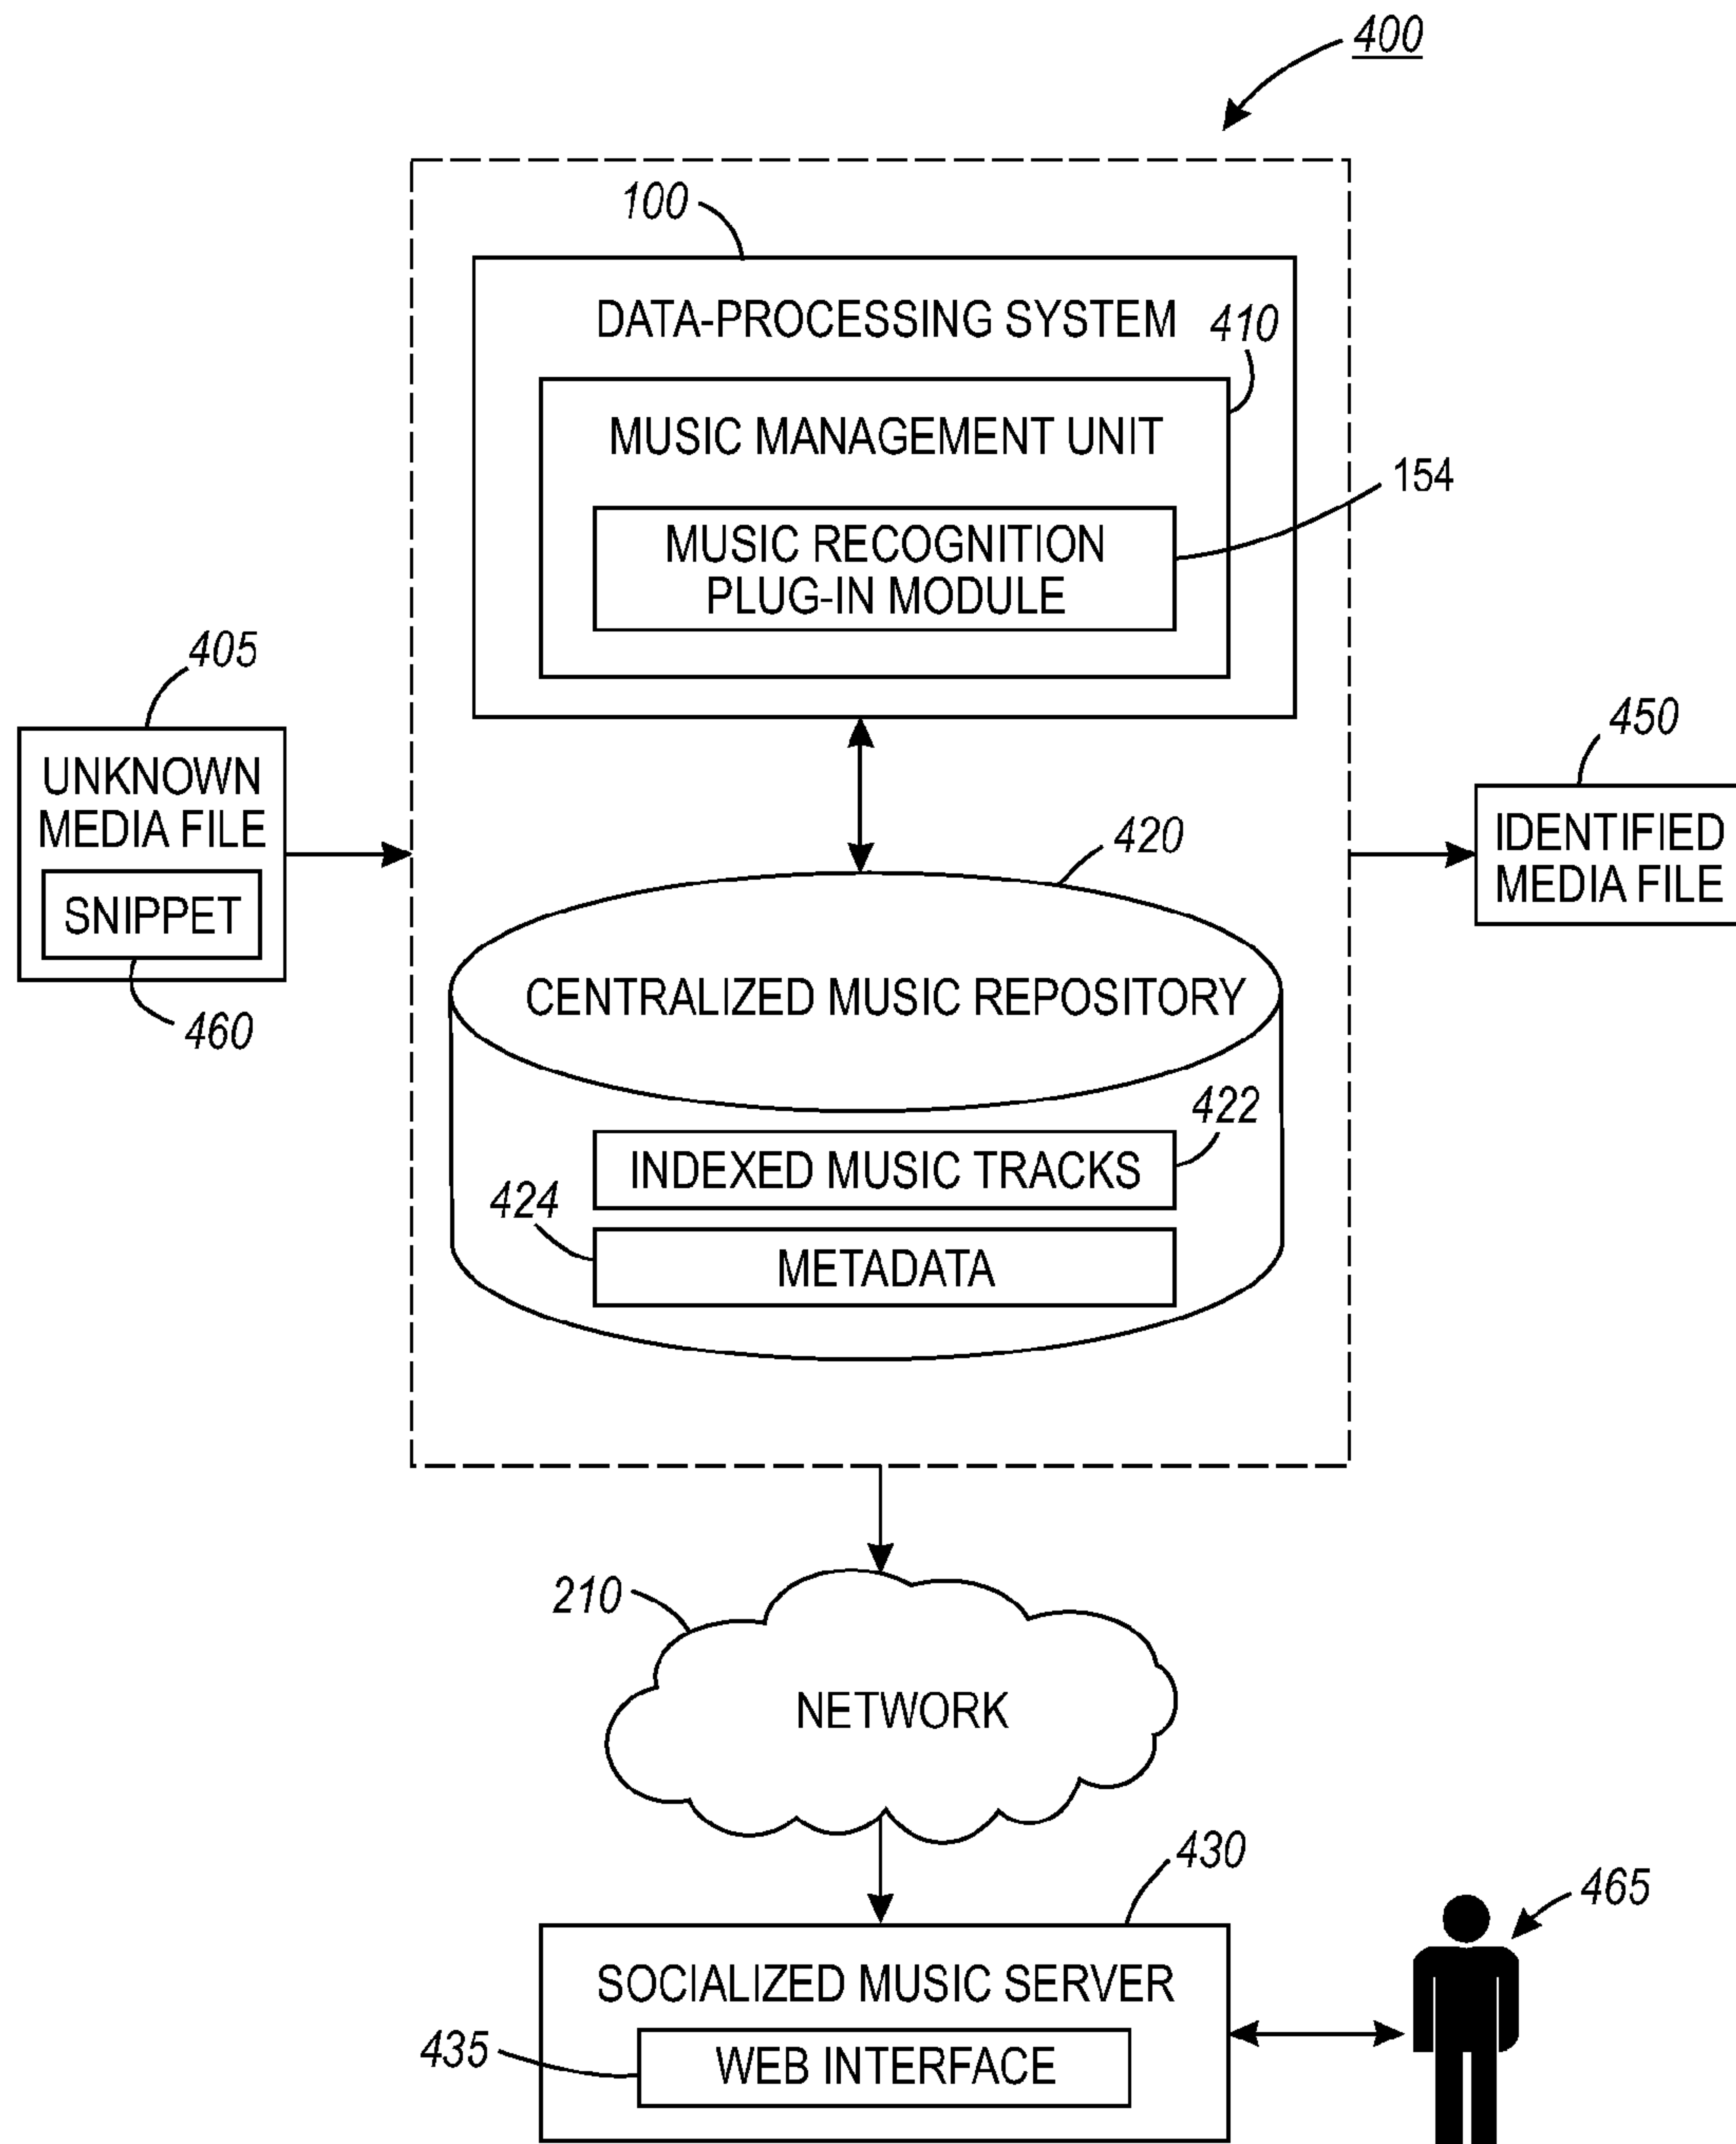 400
100
DATA-PROCESSING SYSTEM
410
MUSIC MANAGEMENT UNIT
154
MUSIC RECOGNITION
PLUG-IN MODULE
405
UNKNOWN
MEDIA FILE
SNIPPET
460
450
IDENTIFIED
MEDIA FILE
420
CENTRALIZED MUSIC REPOSITORY
422
INDEXED MUSIC TRACKS
424
METADATA
210
NETWORK
430
465
SOCIALIZED MUSIC SERVER
435
WEB INTERFACE